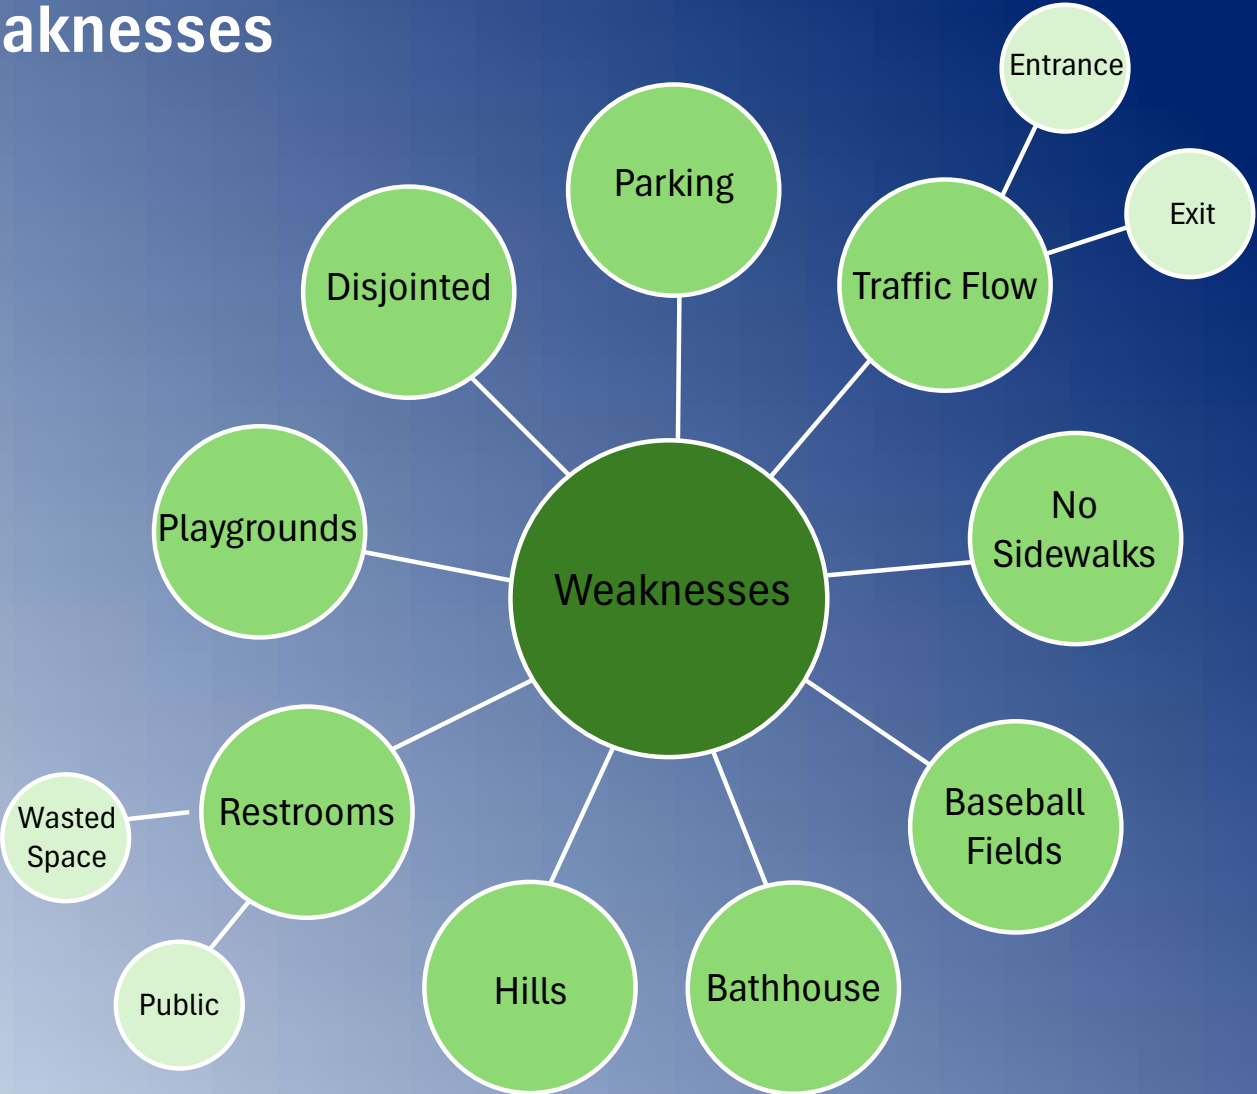 aknesses
Entrance
Parking
Exit
Traffic Flow
Disjointed
No
Sidewalks
Playgrounds
Weaknesses
Baseball
Fields
Restrooms
Wasted
Space
Hills
Bathhouse
Public